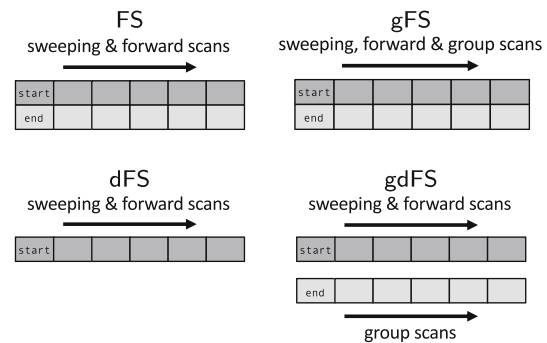 FS
sweeping & forward scans
start
end
gFS
sweeping, forward & group scans
start
end
dFS
sweeping & forward scans
start
gdFS
sweeping & forward scans
start
end
group scans